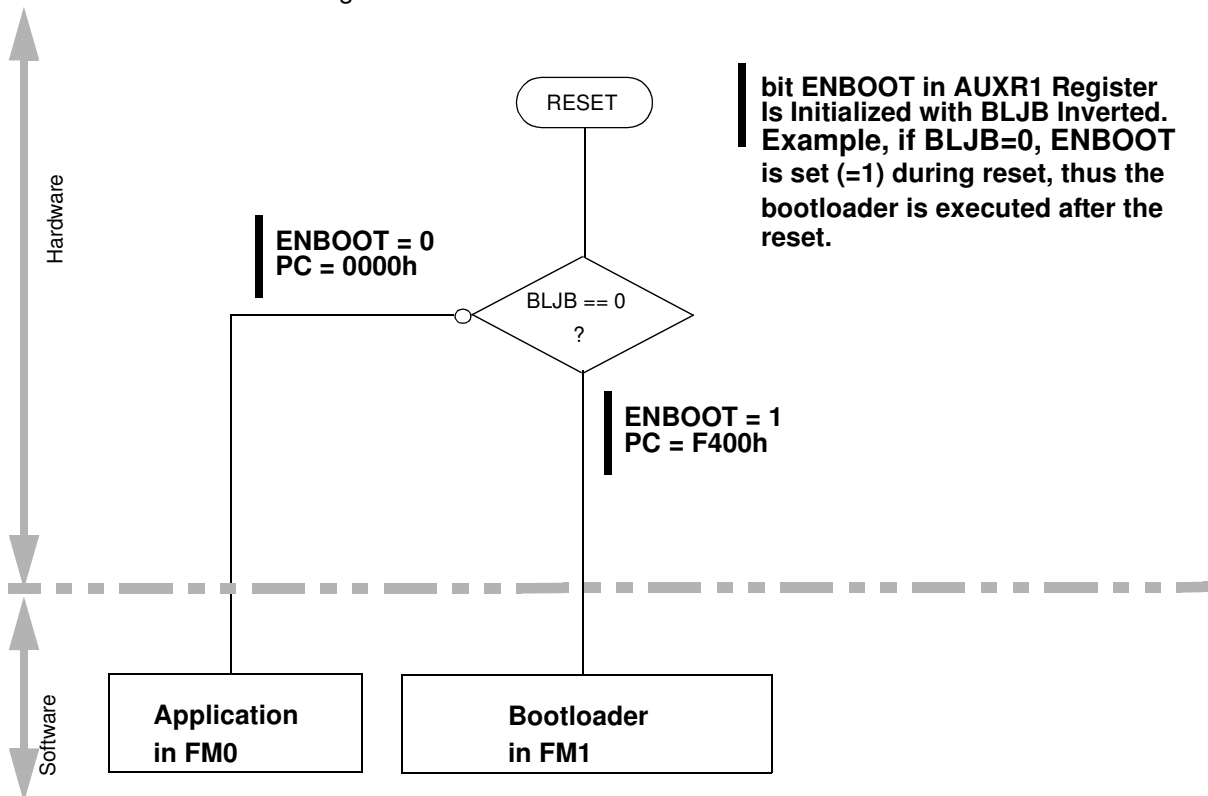 RESET
bit ENBOOT in AUXR1 Register
Is Initialized with BLJB Inverted.
Example, if BLJB=0, ENBOOT
is set (=1) during reset, thus the
bootloader is executed after the
reset.
Hardware
ENBOOT = 0
PC = 0000h
BLJB == 0
?
ENBOOT = 1
PC = F400h
Software
Application
in FM0
Bootloader
in FM1